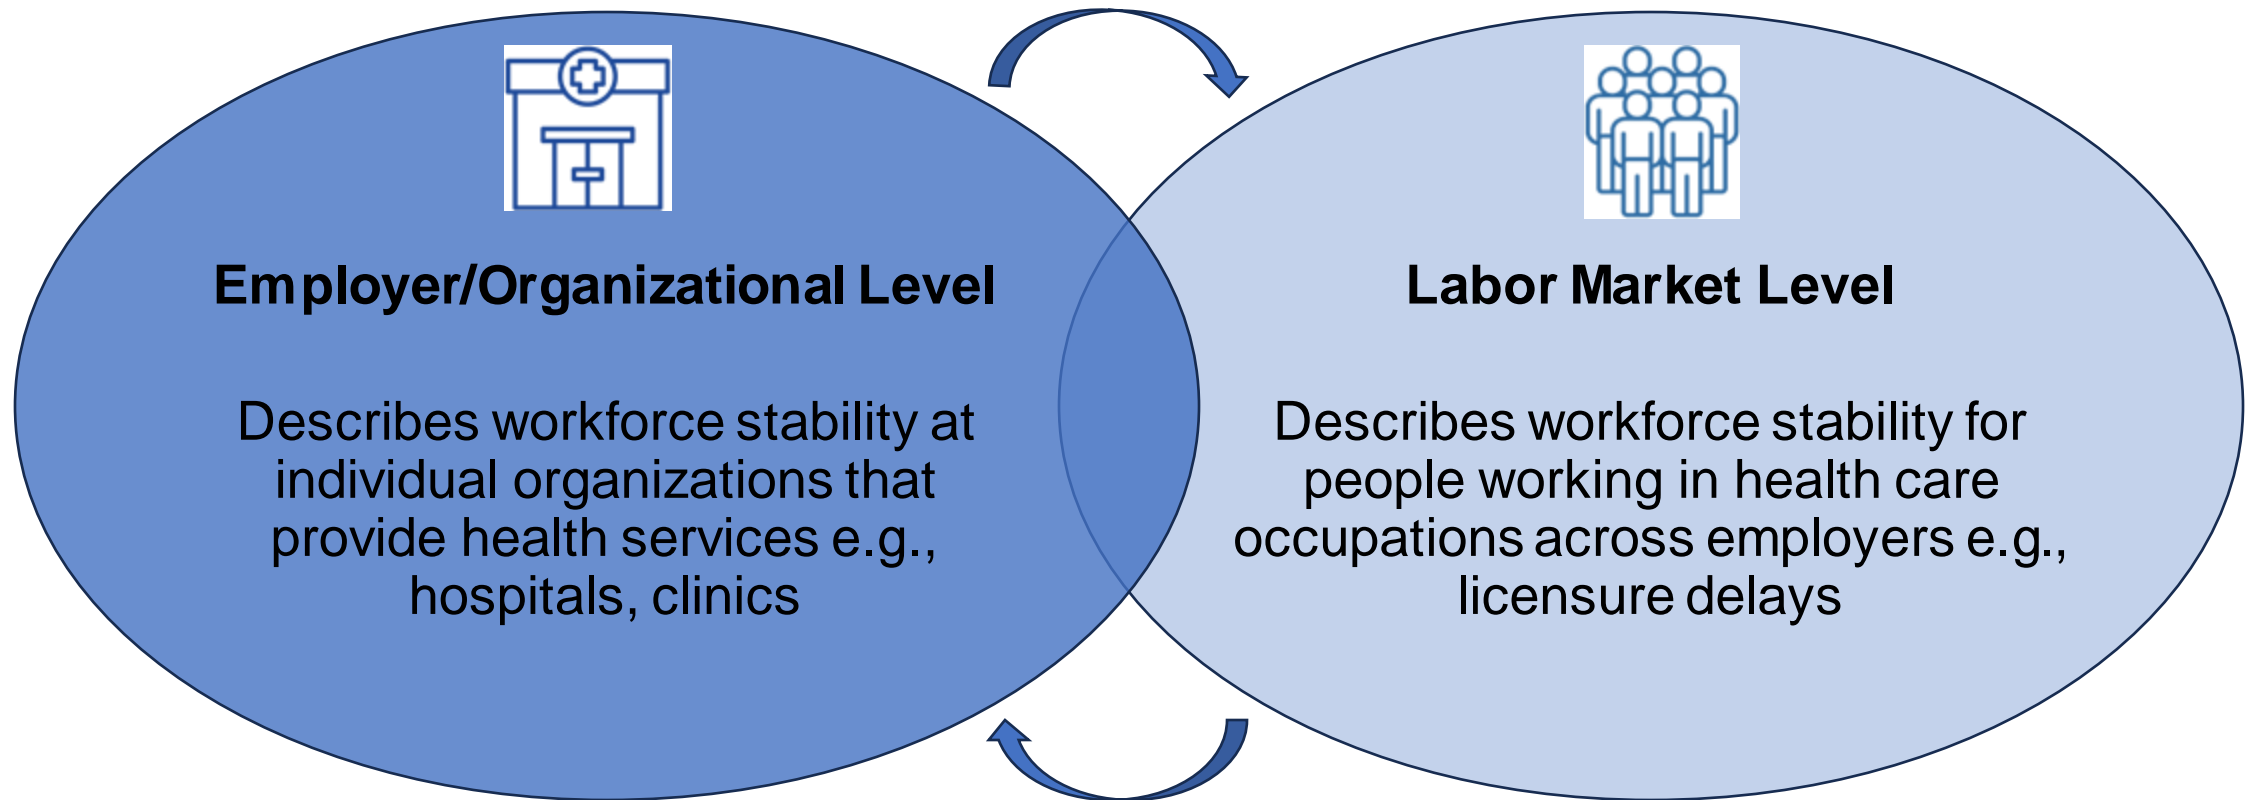 Employer/Organizational Level
Describes workforce stability at
individual organizations that
provide health services e.g.,
hospitals, clinics
Labor Market Level
Describes workforce stability for
people working in health care
occupations across employers e.g.,
licensure delays